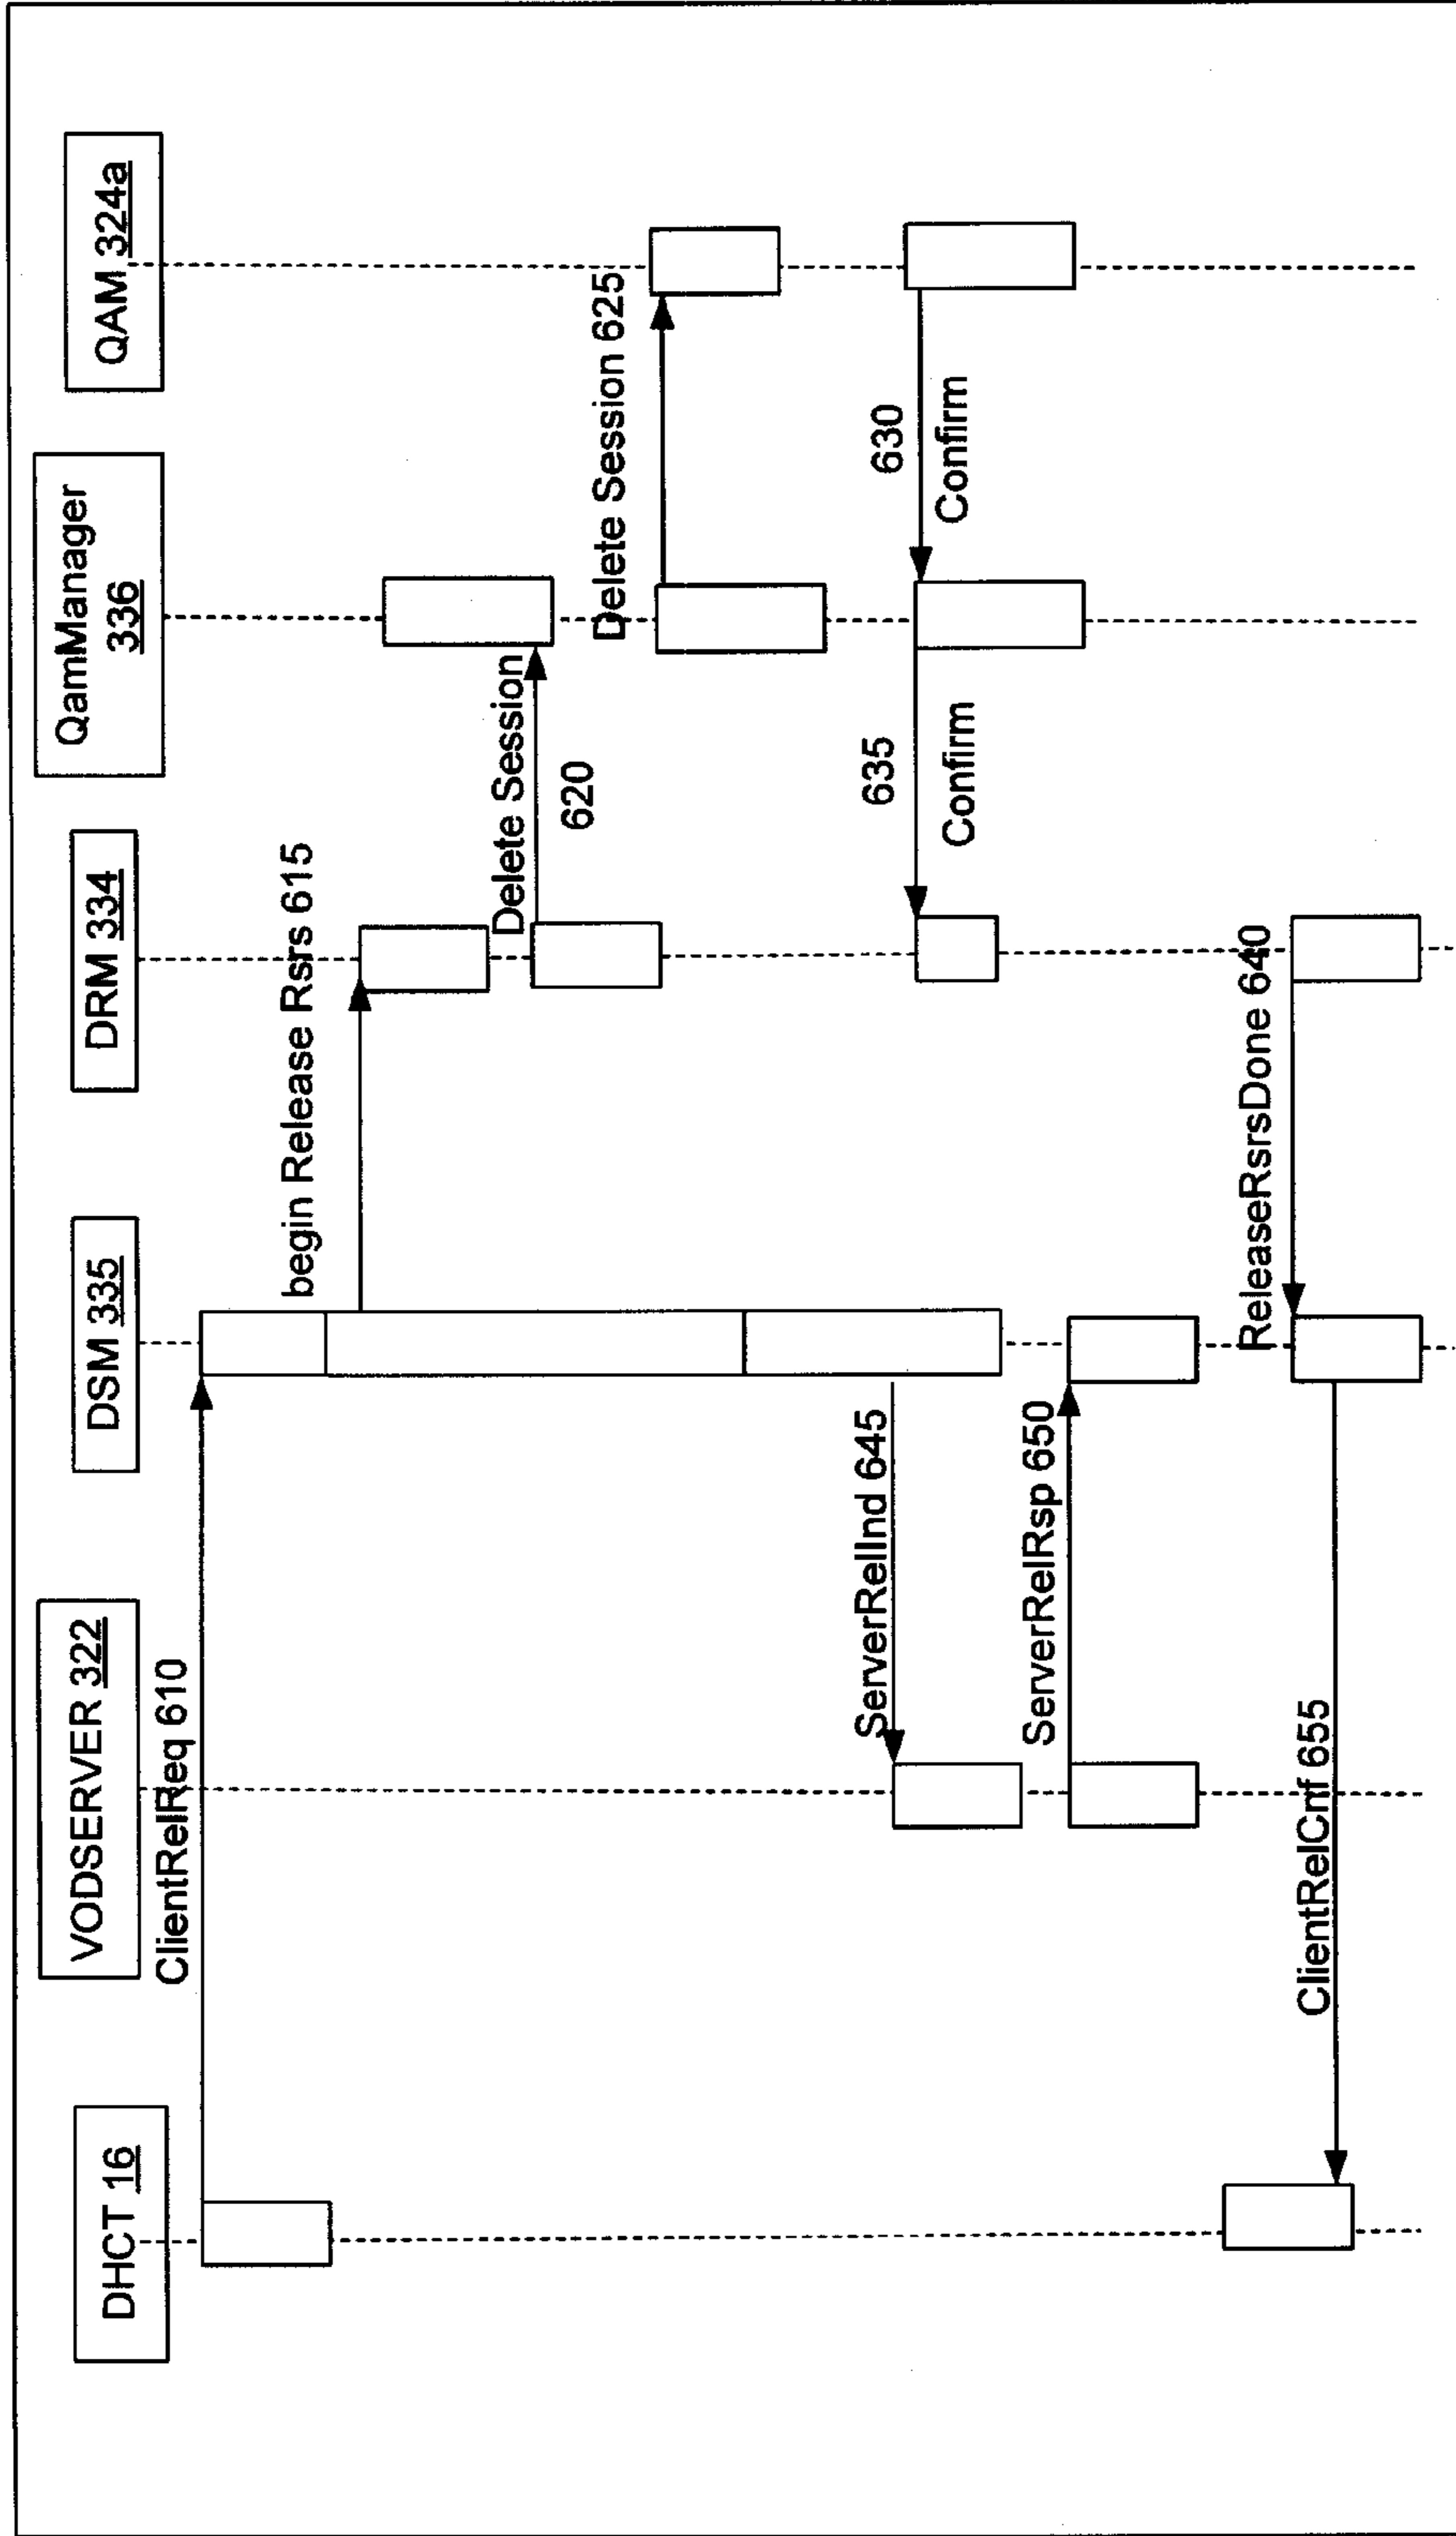 DHCT 16
VODSERVER 322
DSM 335
DRM 334
QamManager
336
QAM 324a
ClientRelReq 610
begin Release Rsrs 615
Delete Session
620
Delete Session 625
630
Confirm
635
Confirm
ServerRelInd 645
ServerRelRsp 650
ReleaseRsrsDone 640
ClientRelCnf 655